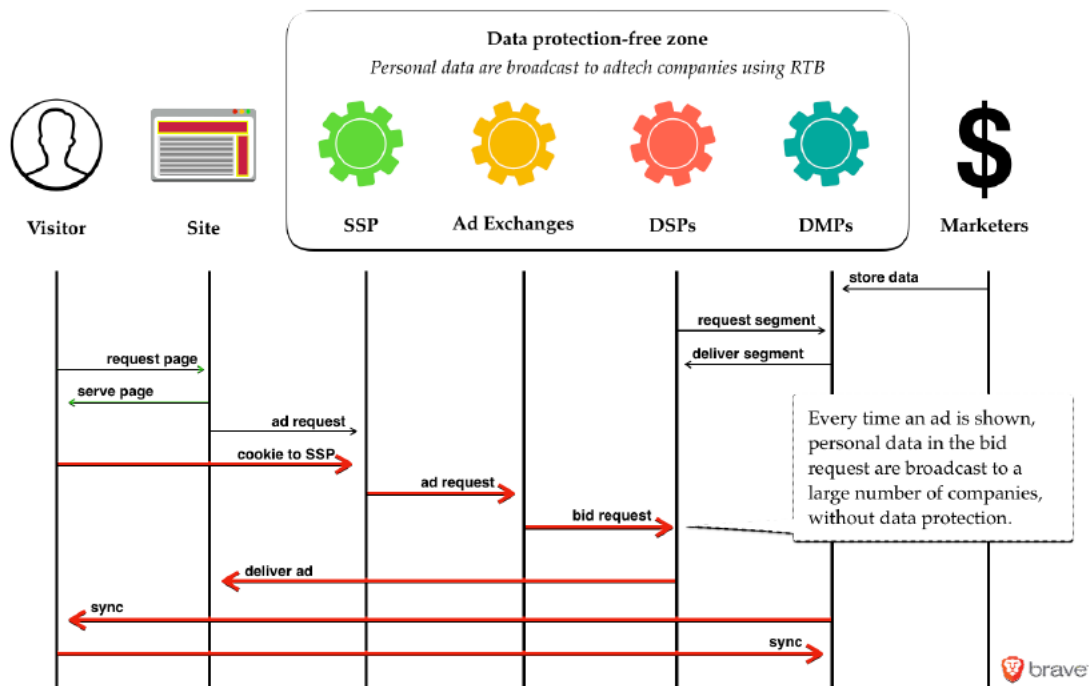 Data protection-free zone
Personal data are broadcast to adtech companies using RTB
$
Visitor
Site
SSP
Ad Exchanges
DSPs
DMPs
Marketers
store data
request segment
deliver segment
request page
serve page
ad request
cookie to SSP
ad request
bid request
Every time an ad is shown,
personal data in the bid
request are broadcast to a
large number of companies,
without data protection.
deliver ad
sync
sync
brave